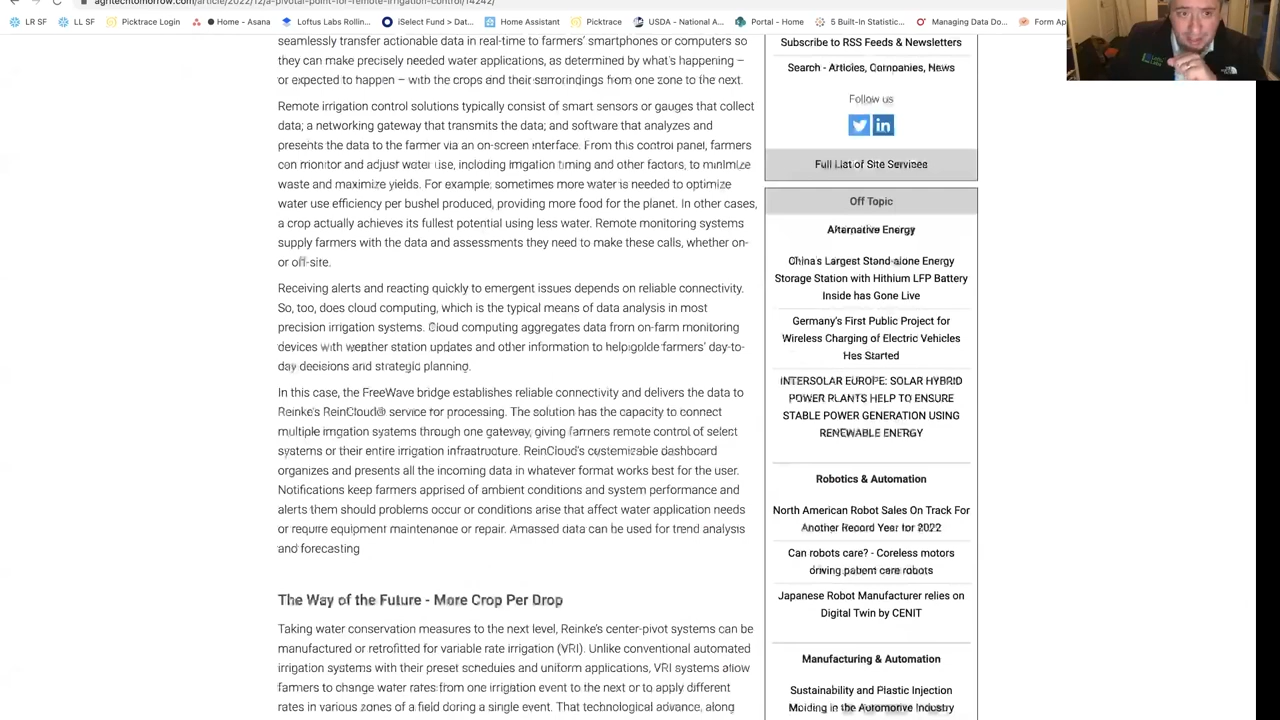 agritechtomorrow.com/article/2022/12/a-pivotal-point-for-remote-irrigation-control/14242/
LR SF
LL SF
Picktrace Login
Home - Asana
Loftus Labs Rollin...
iSelect Fund > Dat...
Home Assistant
Picktrace
USDA - National A...
Portal - Home
5 Built-In Statistic...
Managing Data Do...
Form Ap
seamlessly transfer actionable data in real-time to farmers' smartphones or computers so
they can make precisely needed water applications, as determined by what's happening –
or expected to happen – with the crops and their surroundings from one zone to the next.
Remote irrigation control solutions typically consist of smart sensors or gauges that collect
data; a networking gateway that transmits the data; and software that analyzes and
presents the data to the farmer via an on-screen interface. From this control panel, farmers
can monitor and adjust water use, including irrigation timing and other factors, to minimize
waste and maximize yields. For example; sometimes more water is needed to optimize
water use efficiency per bushel produced, providing more food for the planet. In other cases,
a crop actually achieves its fullest potential using less water. Remote monitoring systems
supply farmers with the data and assessments they need to make these calls, whether on-
or off-site.
Receiving alerts and reacting quickly to emergent issues depends on reliable connectivity.
So, too, does cloud computing, which is the typical means of data analysis in most
precision irrigation systems. Cloud computing aggregates data from on-farm monitoring
devices with weather station updates and other information to help guide farmers' day-to-
day decisions and strategic planning.
In this case, the FreeWave bridge establishes reliable connectivity and delivers the data to
Reinke's ReinCloud® service for processing. The solution has the capacity to connect
multiple irrigation systems through one gateway, giving farmers remote control of select
systems or their entire irrigation infrastructure. ReinCloud's customizable dashboard
organizes and presents all the incoming data in whatever format works best for the user.
Notifications keep farmers apprised of ambient conditions and system performance and
alerts them should problems occur or conditions arise that affect water application needs
or require equipment maintenance or repair. Amassed data can be used for trend analysis
and forecasting
The Way of the Future - More Crop Per Drop
Taking water conservation measures to the next level, Reinke's center-pivot systems can be
manufactured or retrofitted for variable rate irrigation (VRI). Unlike conventional automated
irrigation systems with their preset schedules and uniform applications, VRI systems allow
farmers to change water rates from one irrigation event to the next or to apply different
rates in various zones of a field during a single event. That technological advance, along
Subscribe to RSS Feeds & Newsletters
Search - Articles, Companies, News
Follow us
Full List of Site Services
Off Topic
Alternative Energy
China's Largest Stand-alone Energy
Storage Station with Hithium LFP Battery
Inside has Gone Live
Germany's First Public Project for
Wireless Charging of Electric Vehicles
Has Started
INTERSOLAR EUROPE: SOLAR HYBRID
POWER PLANTS HELP TO ENSURE
STABLE POWER GENERATION USING
RENEWABLE ENERGY
Robotics & Automation
North American Robot Sales On Track For
Another Record Year for 2022
Can robots care? - Coreless motors
driving patient care robots
Japanese Robot Manufacturer relies on
Digital Twin by CENIT
Manufacturing & Automation
Sustainability and Plastic Injection
Molding in the Automotive Industry